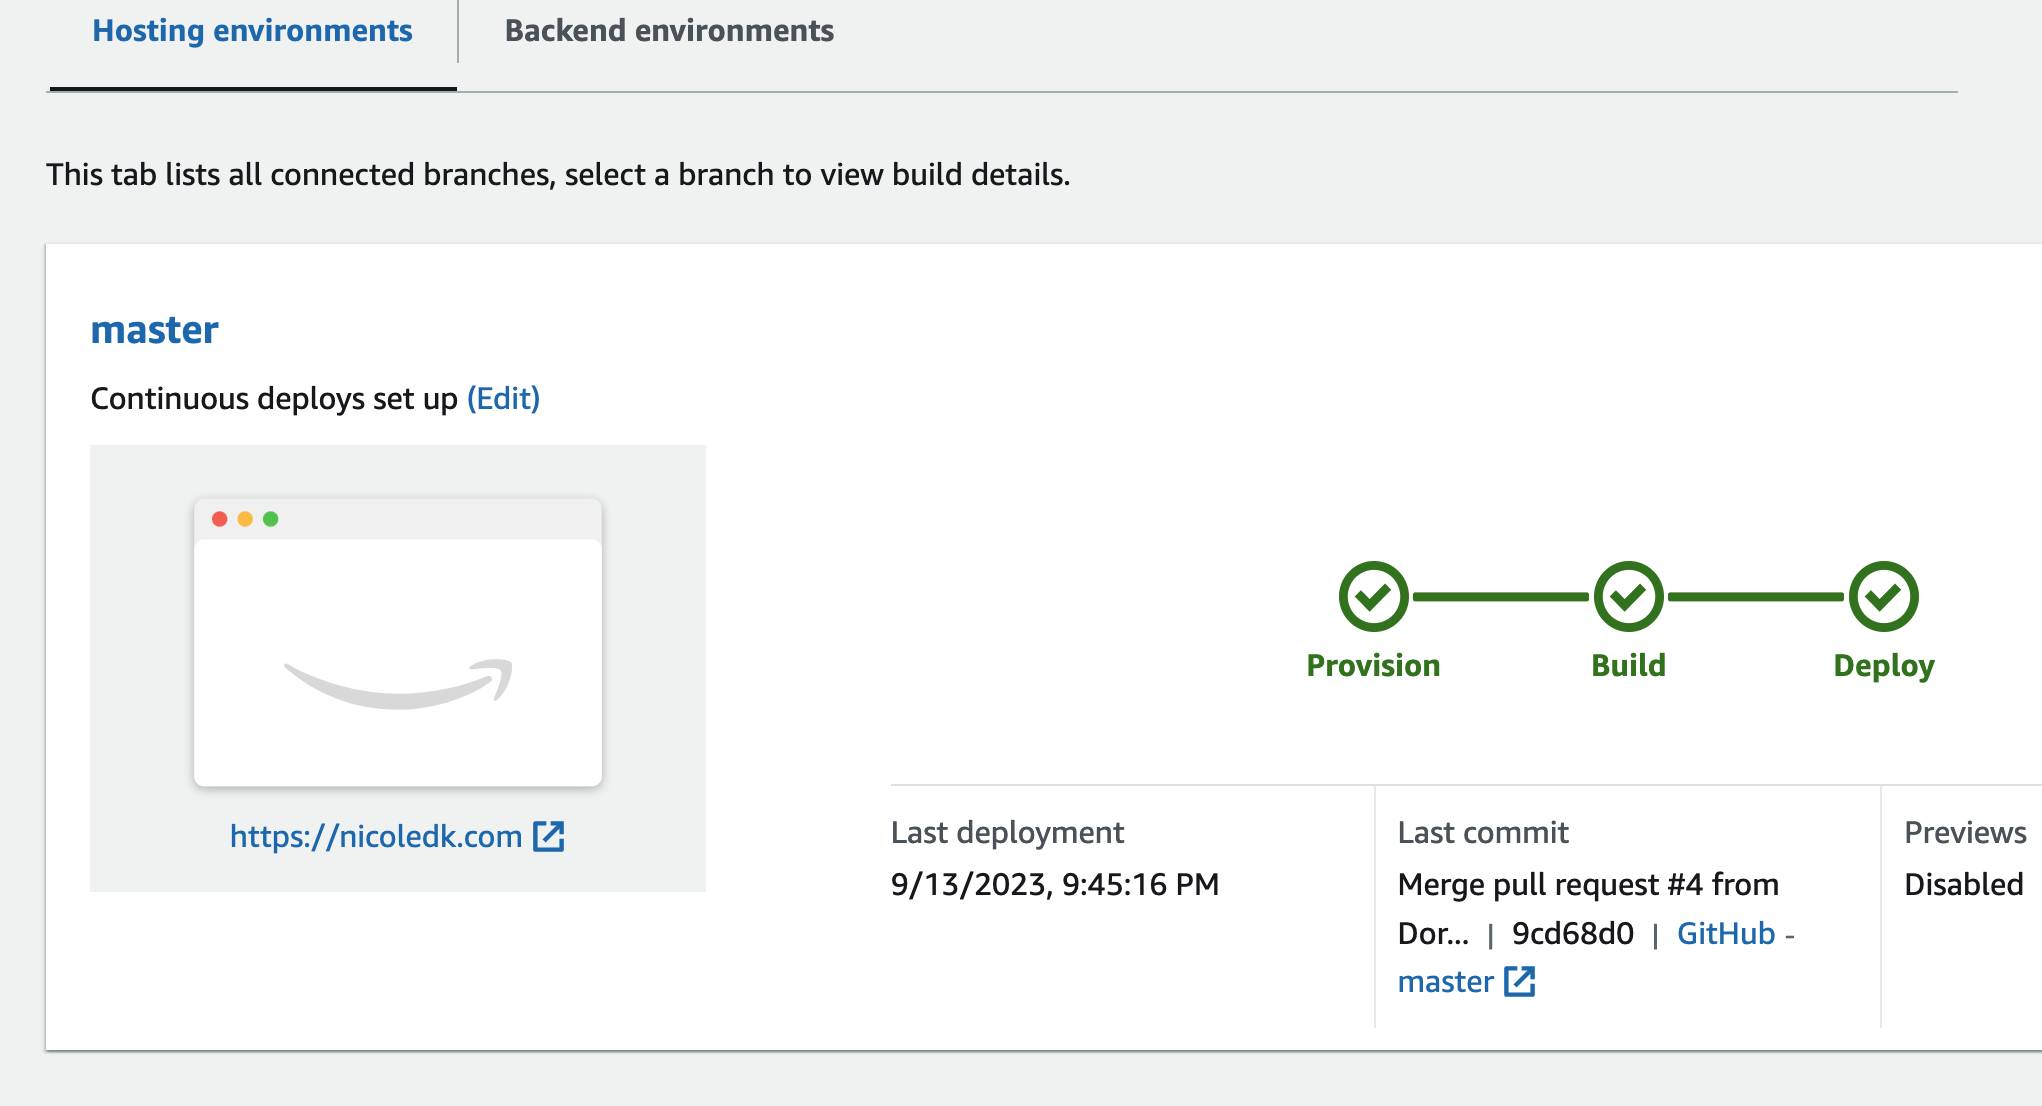 Hosting environments
Backend environments
This tab lists all connected branches, select a branch to view build details.
master
Continuous deploys set up (Edit)
https://nicoledk.com
Provision
Build
Deploy
Last deployment
9/13/2023, 9:45:16 PM
Last commit
Merge pull request #4 from
Dor... | 9cd68d0 | GitHub -
master
Previews
Disabled